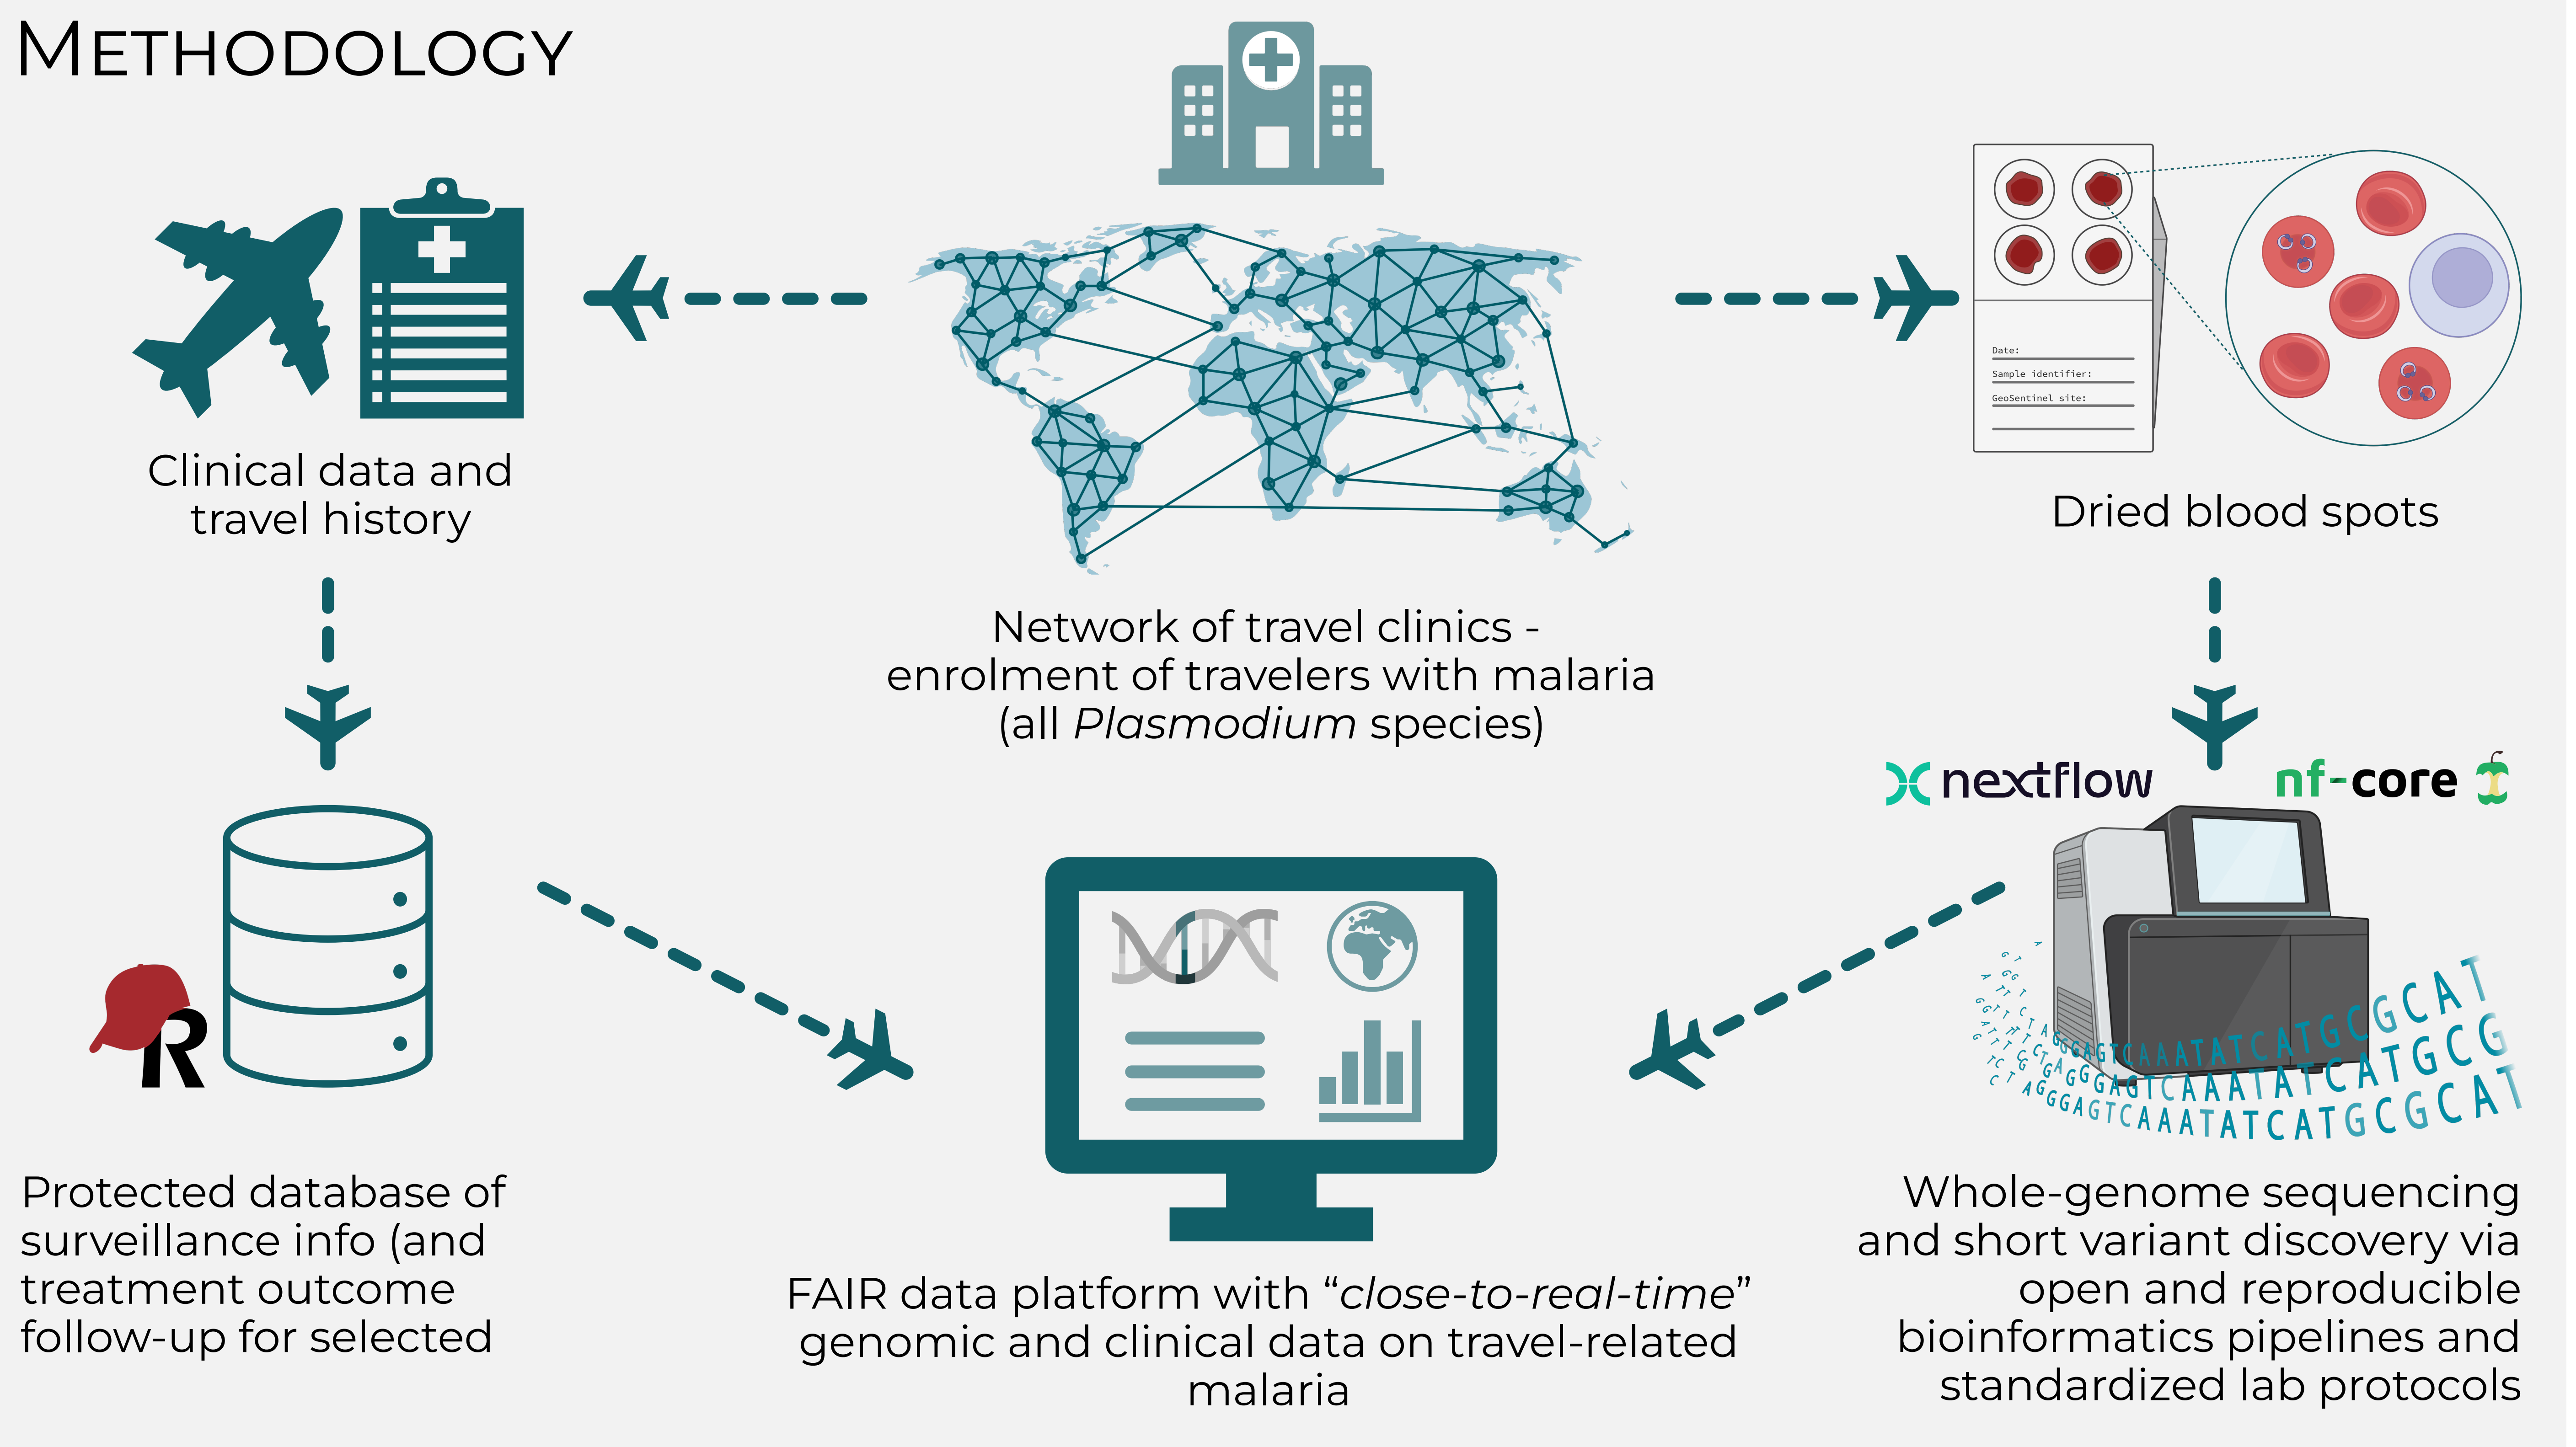 METHODOLOGY
Clinical data and
travel history
Network of travel clinics -
enrolment of travelers with malaria
(all Plasmodium species)
Date:
Sample identifier:
GeoSentinel site:
Dried blood spots
nextflow
nf-core
R
Protected database of
surveillance info (and
treatment outcome
follow-up for selected
FAIR data platform with “close-to-real-time”
genomic and clinical data on travel-related
malaria
GGGAGTCAAATATCATGCGCAT
AGGGAGTCAAATATCATGCG
AGGGAGTCAAATATCATGCGCAT
Whole-genome sequencing
and short variant discovery via
open and reproducible
bioinformatics pipelines and
standardized lab protocols